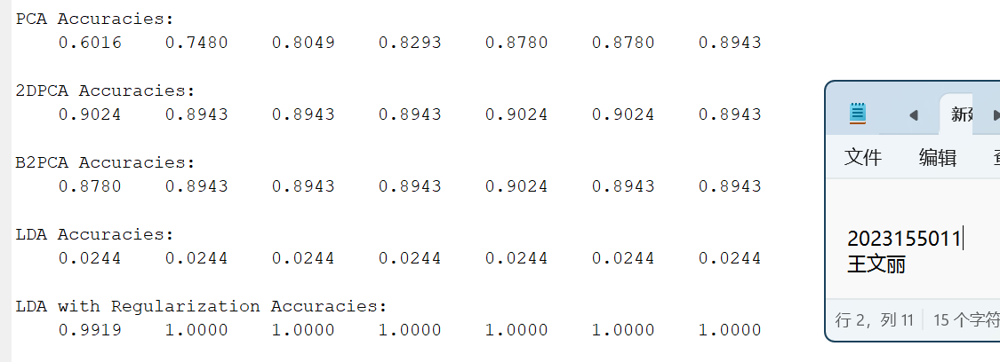 PCA Accuracies:
0.6016 0.7480 0.8049 0.8293 0.8780 0.8780 0.8943
2DPCA Accuracies:
0.9024 0.8943 0.8943 0.8943 0.9024 0.9024 0.8943
B2PCA Accuracies:
0.8780 0.8943 0.8943 0.8943 0.9024 0.8943 0.8943
LDA Accuracies:
0.0244 0.0244 0.0244 0.0244 0.0244 0.0244 0.0244
LDA with Regularization Accuracies:
0.9919 1.0000 1.0000 1.0000 1.0000 1.0000 1.0000
新
文件 编辑
2023155011
王文丽
行 2，列 11 15 个字符